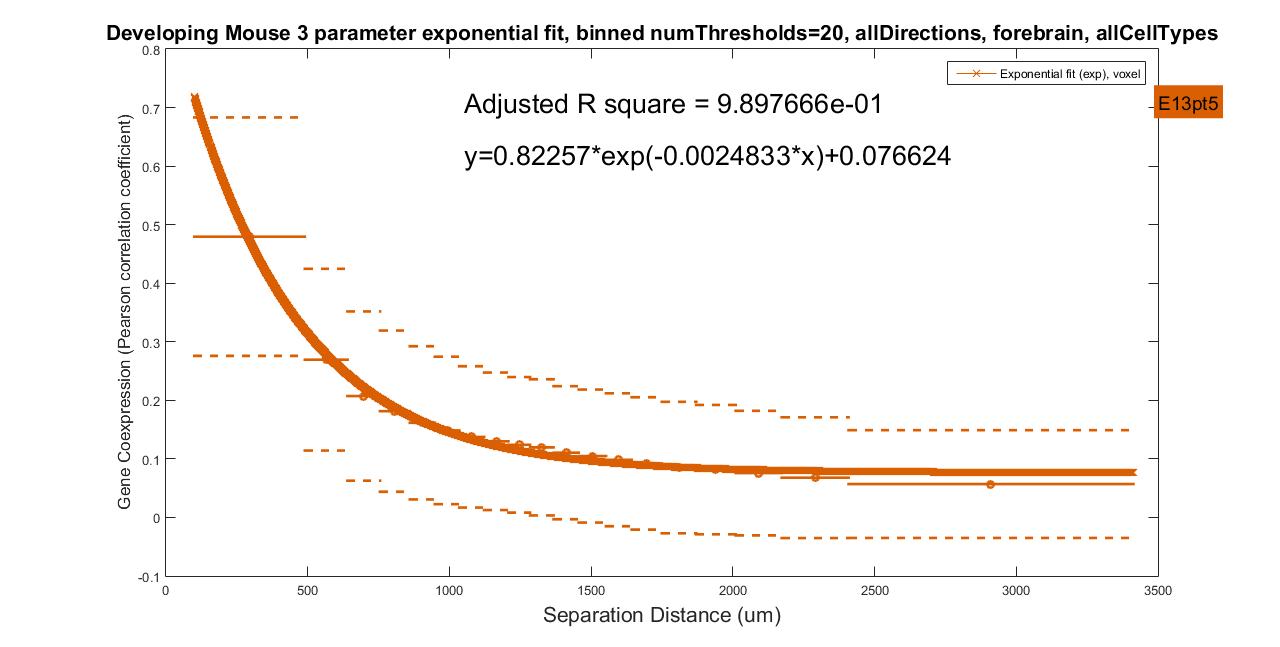 Developing Mouse 3 parameter exponential fit, binned numThresholds=20, allDirections, forebrain, allCellTypes
Exponential fit (exp), voxel
E13pt5
Adjusted R square = 9.897666e-01
y=0.82257*exp(-0.0024833*x)+0.076624
Gene Coexpression (Pearson correlation coefficient)
0.8
0.7
0.6
0.5
0.4
0.3
0.2
0.1
0
-0.1
0 500 1000 1500 2000 2500 3000 3500
Separation Distance (um)